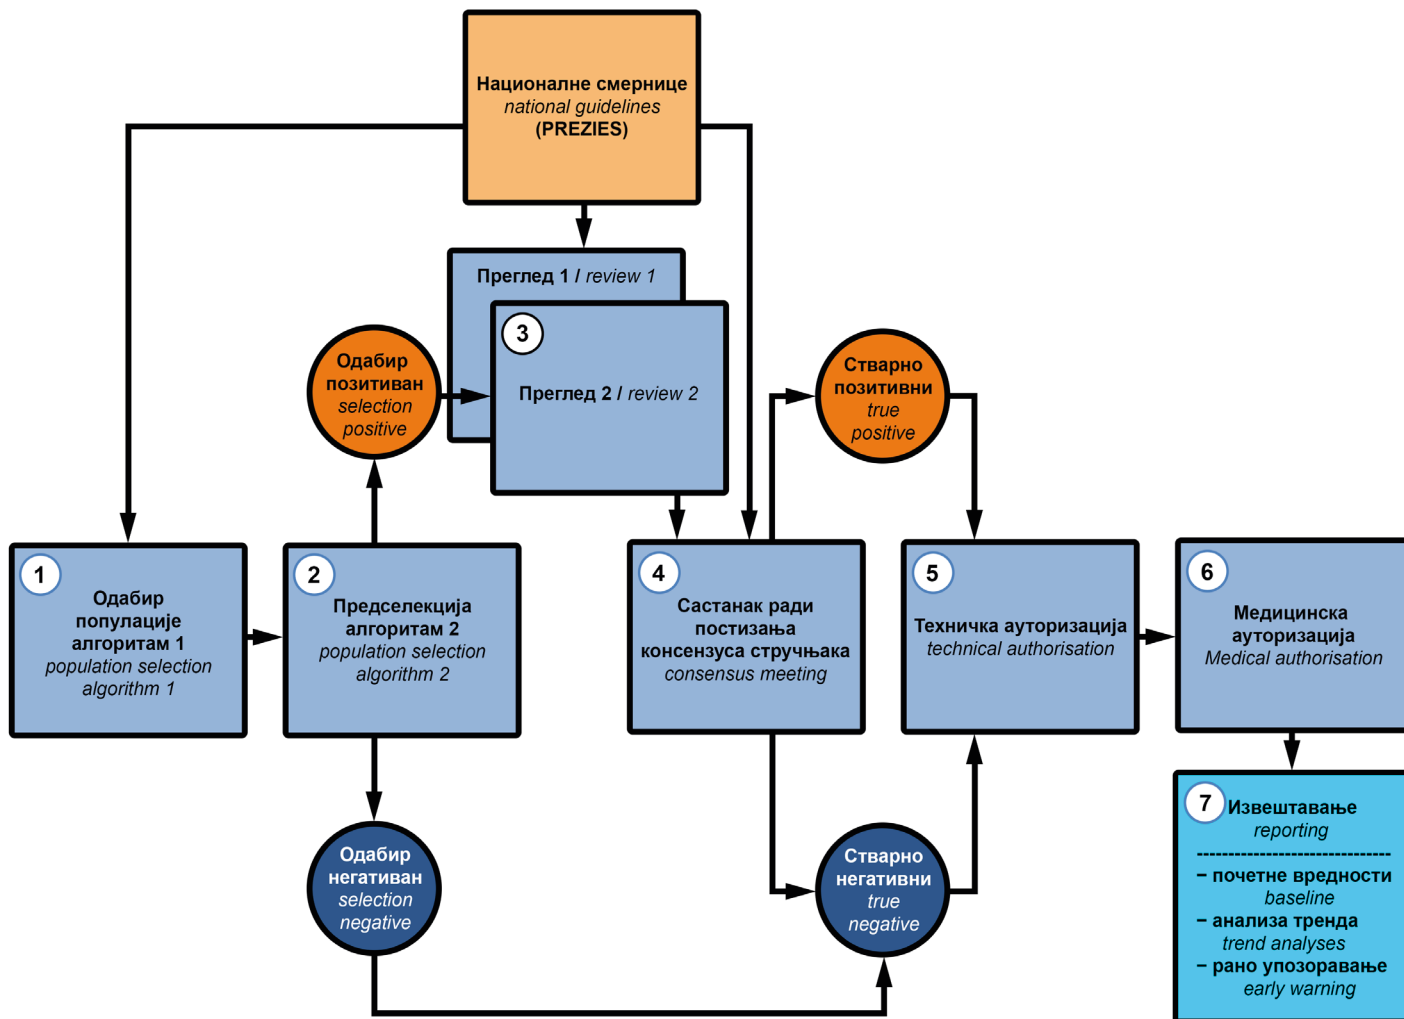 Националне смернице
national guidelines
(PREZIES)
Преглед 1 / review 1
3
Преглед 2 / review 2
Одабир
позитиван
selection
positive
Стварно
позитивни
true
positive
1
Одабир
популације
алгоритам 1
population selection
algorithm 1
2
Предселекција
алгоритам 2
population selection
algorithm 2
4
Састанак ради
постизања
консензуса стручњака
consensus meeting
5
Техничка ауторизација
technical authorisation
6
Медицинска
ауторизација
Medical authorisation
Одабир
негативан
selection
negative
Стварно
негативни
true
negative
7
Извештавање
reporting
-------------------------------
– почетне вредности
baseline
– анализа тренда
trend analyses
– рано упозоравање
early warning